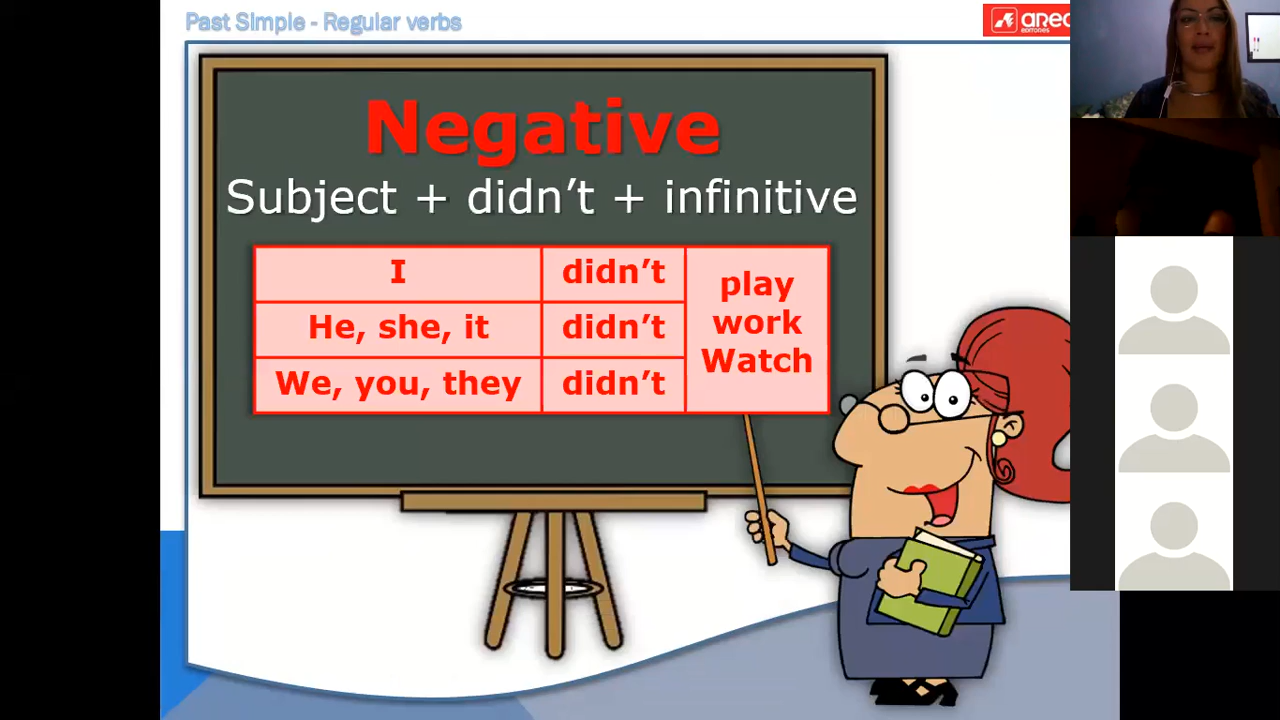 Past Simple - Regular verbs
Negative
Subject + didn’t + infinitive
I didn’t
He, she, it didn’t
We, you, they didn’t
play
work
Watch
EDITORES